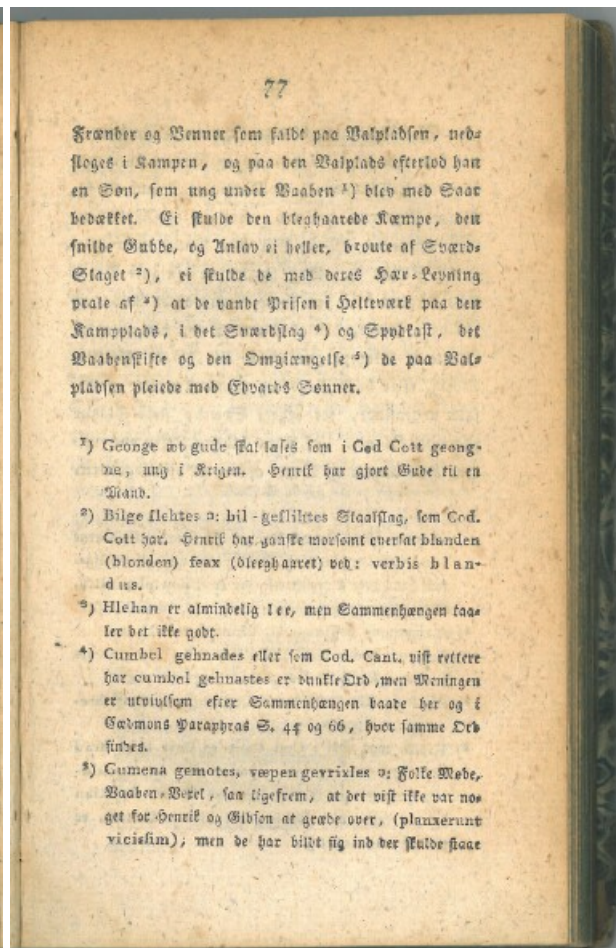 77
Frænder og Venner som faldt paa Valpladsen, ned-
sloges i Kampen, og paa den Valplads efterlod han
en Søn, som ung under Vaaben ¹) blev med Saar
bedækket. Ei skulde den bleghaarede Kæmpe, den
snilde Gubbe, og Anlav ei heller, broute af Sværd-
Slaget ²), ei skulde de med deres Hær-Levning
prale af ³) at de vandt Prisen i Helteværk paa den
Kampplads, i det Sværdslag ⁴) og Spydkast, det
Vaabenskifte og den Omgiængelse ⁵) de paa Val-
pladsen pleiede med Edvards Sønner.
¹) Geonge æt gude skal læses som i Cod Cott geong-
ne, ung i Krigen. Henrik har gjort Gude til en
Mand.
²) Bilge slehtes ɔ: bil-geslihtes Staalslag, som Cod.
Cott har. Henrik har ganske morsomt oversat blanden
(blonden) feax (bleeghaaret) ved: verbis blan-
dus.
³) Hlehan er almindelig lee, men Sammenhængen taa-
ler det ikke godt.
⁴) Cumbel gehnades eller som Cod. Cant. vist rettere
har cumbol gehnastes er dunkle Ord, men Meningen
er utvivlsom efter Sammenhængen baade her og i
Cædmons Paraphras S. 44 og 66, hvor samme Ord
findes.
⁵) Gumena gemotes, væpen gevrixles ɔ: Folke Møde,
Vaaben-Vexel, saa ligefrem, at det vist ikke var no-
get for Henrik og Gibson at græde over, (planxerunt
vicissim); men de har bildt sig ind der skulde staae